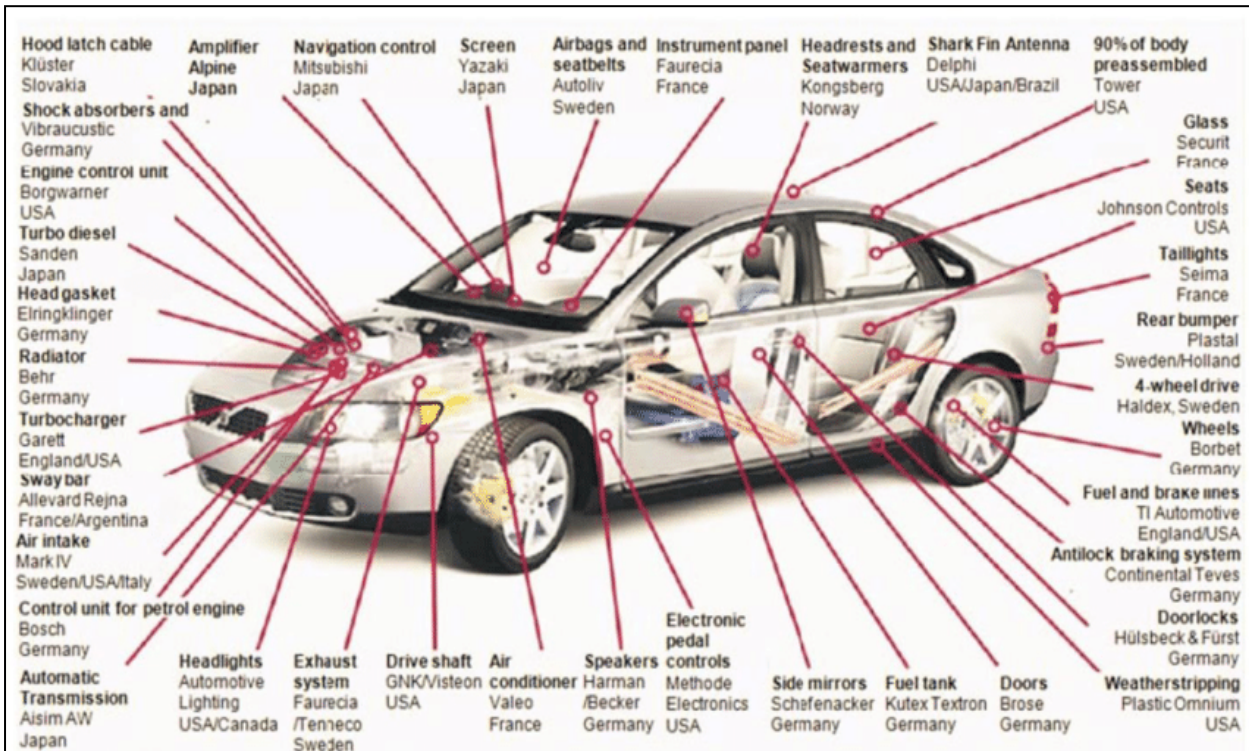 Hood latch cable
Klüster
Slovakia
Shock absorbers and
Vibraucustic
Germany
Engine control unit
Borgwarner
USA
Turbo diesel
Sanden
Japan
Head gasket
Elringklinger
Germany
Radiator
Behr
Germany
Turbocharger
Garett
England/USA
Sway bar
Allevard Rejna
France/Argentina
Air intake
Mark IV
Sweden/USA/Italy
Control unit for petrol engine
Bosch
Germany
Automatic
Transmission
Aisim AW
Japan
Amplifier
Alpine
Japan
Navigation control
Mitsubishi
Japan
Screen
Yazaki
Japan
Airbags and
seatbelts
Autoliv
Sweden
Instrument panel
Faurecia
France
Headrests and
Seatwarmers
Kongsberg
Norway
Shark Fin Antenna
Delphi
USA/Japan/Brazil
90% of body
preassembled
Tower
USA
Glass
Securit
France
Seats
Johnson Controls
USA
Taillights
Seima
France
Rear bumper
Plastal
Sweden/Holland
4-wheel drive
Haldex, Sweden
Wheels
Borbet
Germany
Fuel and brake lines
TI Automotive
England/USA
Antilock braking system
Continental Teves
Germany
Doorlocks
Hülsbeck & Fürst
Germany
Weatherstripping
Plastic Omnium
USA
Headlights
Automotive
Lighting
USA/Canada
Exhaust
system
Faurecia
/Tenneco
Sweden
Drive shaft
GNK/Visteon
USA
Air
conditioner
Valeo
France
Speakers
Harman
/Becker
Germany
Electronic
pedal
controls
Methode
Electronics
USA
Side mirrors
Schefenacker
Germany
Fuel tank
Kutex Textron
Germany
Doors
Brose
Germany